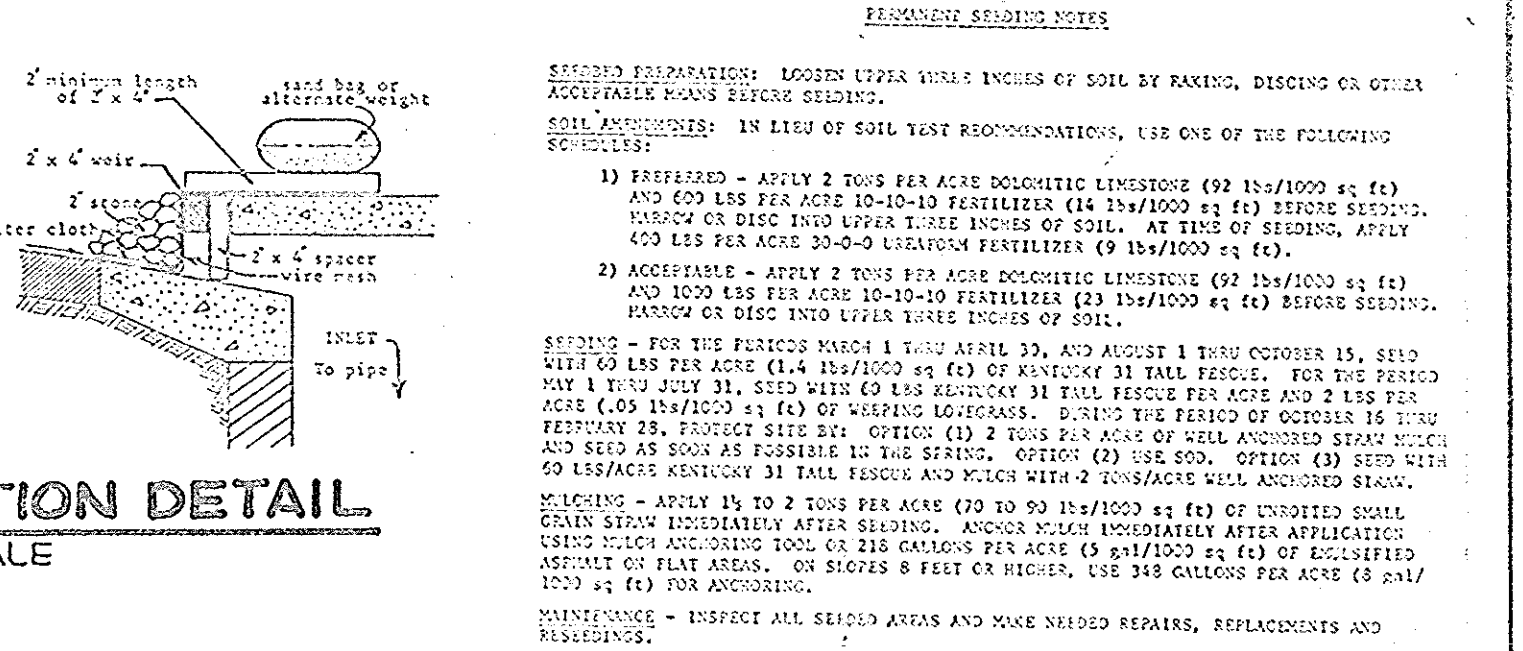 2" minimum length
of 2" x 4"
sand bag or
alternate weight
2" x 4" weir
2" stone
lter cloth
2" x 4" spacer
wire mesh
INLET
To pipe
TION DETAIL
ALE
PERMANENT SEEDING NOTES
SEEDBED PREPARATION: LOOSEN UPPER THREE INCHES OF SOIL BY RAKING, DISCING OR OTHER
ACCEPTABLE MEANS BEFORE SEEDING.
SOIL AMENDMENTS: IN LIEU OF SOIL TEST RECOMMENDATIONS, USE ONE OF THE FOLLOWING
SCHEDULES:
1) PREFERRED - APPLY 2 TONS PER ACRE DOLOMITIC LIMESTONE (92 lbs/1000 sq ft)
AND 600 LBS PER ACRE 10-10-10 FERTILIZER (14 lbs/1000 sq ft) BEFORE SEEDING.
HARROW OR DISC INTO UPPER THREE INCHES OF SOIL. AT TIME OF SEEDING, APPLY
400 LBS PER ACRE 30-0-0 UREAFORM FERTILIZER (9 lbs/1000 sq ft).
2) ACCEPTABLE - APPLY 2 TONS PER ACRE DOLOMITIC LIMESTONE (92 lbs/1000 sq ft)
AND 1000 LBS PER ACRE 10-10-10 FERTILIZER (23 lbs/1000 sq ft) BEFORE SEEDING.
HARROW OR DISC INTO UPPER THREE INCHES OF SOIL.
SEEDING - FOR THE PERIODS MARCH 1 THRU APRIL 30, AND AUGUST 1 THRU OCTOBER 15, SEED
WITH 60 LBS PER ACRE (1.4 lbs/1000 sq ft) OF KENTUCKY 31 TALL FESCUE. FOR THE PERIOD
MAY 1 THRU JULY 31, SEED WITH 60 LBS KENTUCKY 31 TALL FESCUE PER ACRE AND 2 LBS PER
ACRE (.05 lbs/1000 sq ft) OF WEEPING LOVEGRASS. DURING THE PERIOD OF OCTOBER 16 THRU
FEBRUARY 28, PROTECT SITE BY: OPTION (1) 2 TONS PER ACRE OF WELL ANCHORED STRAW MULCH
AND SEED AS SOON AS POSSIBLE IN THE SPRING. OPTION (2) USE SOD. OPTION (3) SEED WITH
60 LBS/ACRE KENTUCKY 31 TALL FESCUE AND MULCH WITH 2 TONS/ACRE WELL ANCHORED STRAW.
MULCHING - APPLY 1½ TO 2 TONS PER ACRE (70 TO 90 lbs/1000 sq ft) OF UNROTTED SMALL
GRAIN STRAW IMMEDIATELY AFTER SEEDING. ANCHOR MULCH IMMEDIATELY AFTER APPLICATION
USING MULCH ANCHORING TOOL OR 218 GALLONS PER ACRE (5 gal/1000 sq ft) OF EMULSIFIED
ASPHALT ON FLAT AREAS. ON SLOPES 8 FEET OR HIGHER, USE 348 GALLONS PER ACRE (8 gal/
1000 sq ft) FOR ANCHORING.
MAINTENANCE - INSPECT ALL SEEDED AREAS AND MAKE NEEDED REPAIRS, REPLACEMENTS AND
RESEEDINGS.